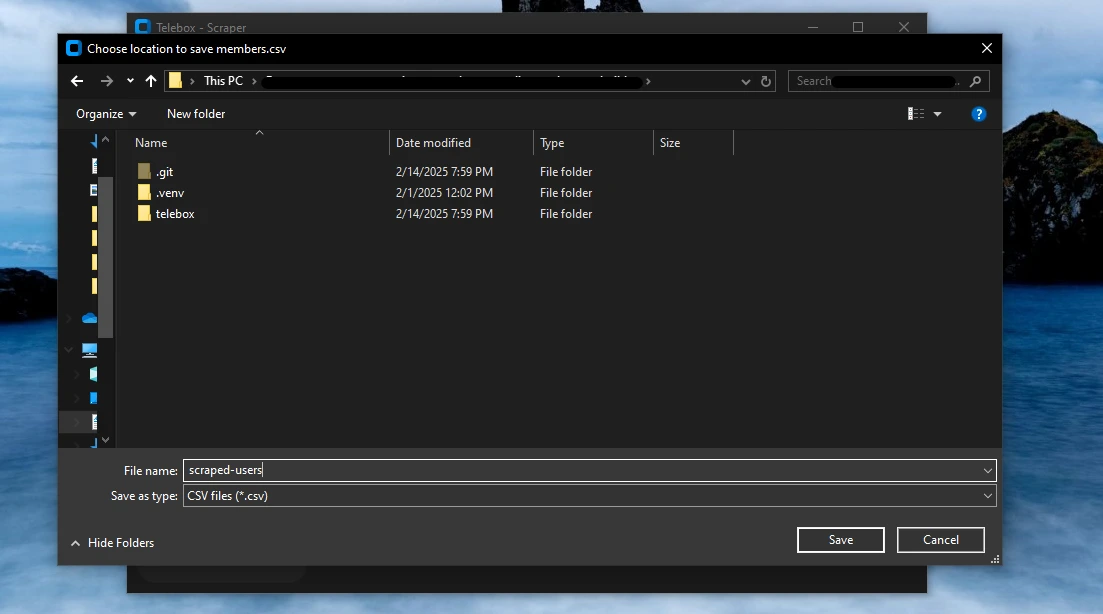 Telebox - Scraper
Choose location to save members.csv
This PC
Search
Organize
New folder
Name
Date modified
Type
Size
.git
2/14/2025 7:59 PM
File folder
.venv
2/1/2025 12:02 PM
File folder
telebox
2/14/2025 7:59 PM
File folder
File name:
scraped-users
Save as type:
CSV files (*.csv)
Hide Folders
Save
Cancel